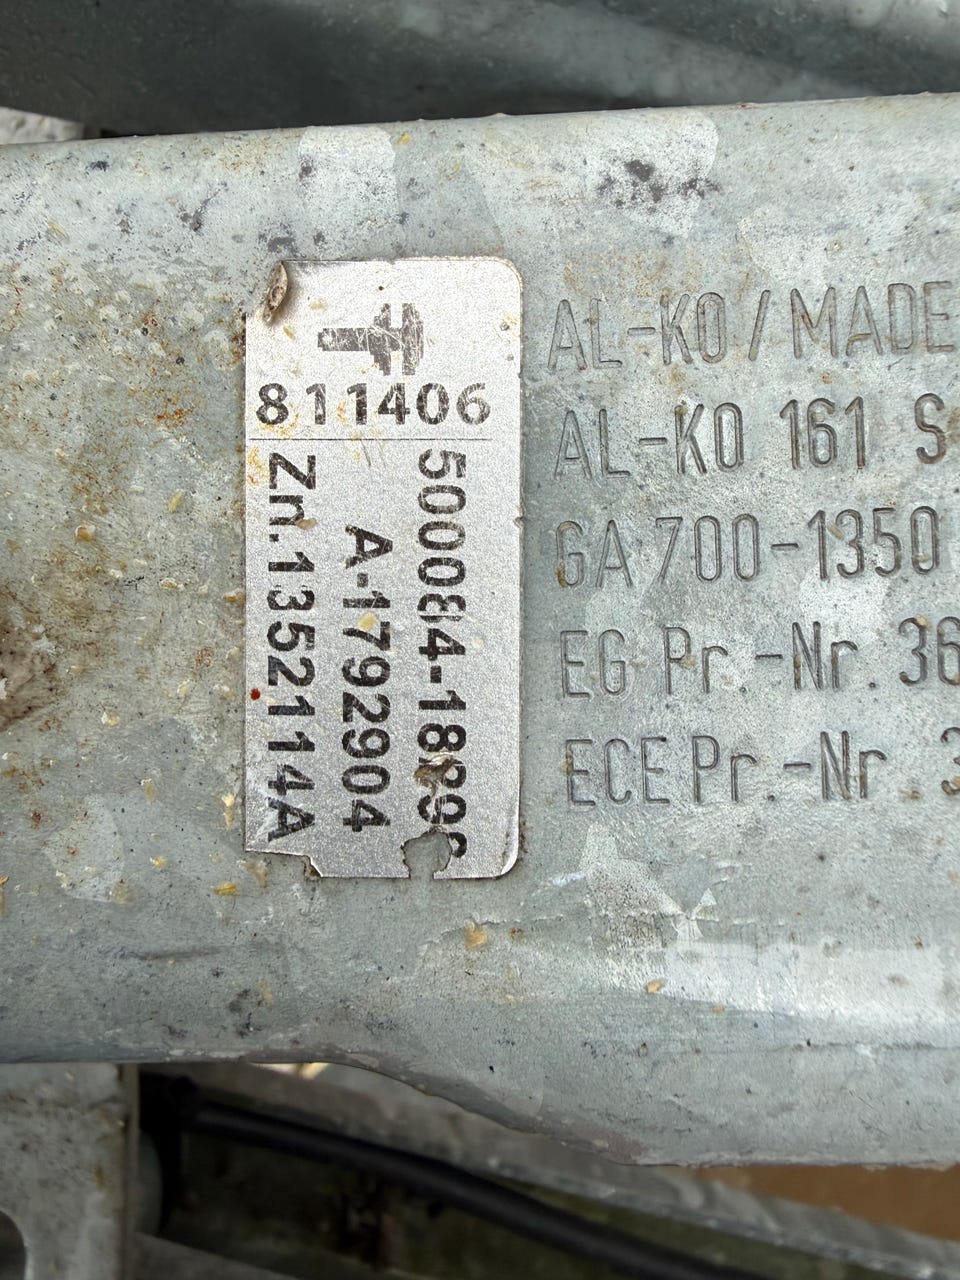 811406
500084-1889
A-1792904
Zn.1352114A
AL-KO / MADE
AL-KO 161 S
GA 700-1350
EG Pr.-Nr. 36
ECE Pr.-Nr. 3